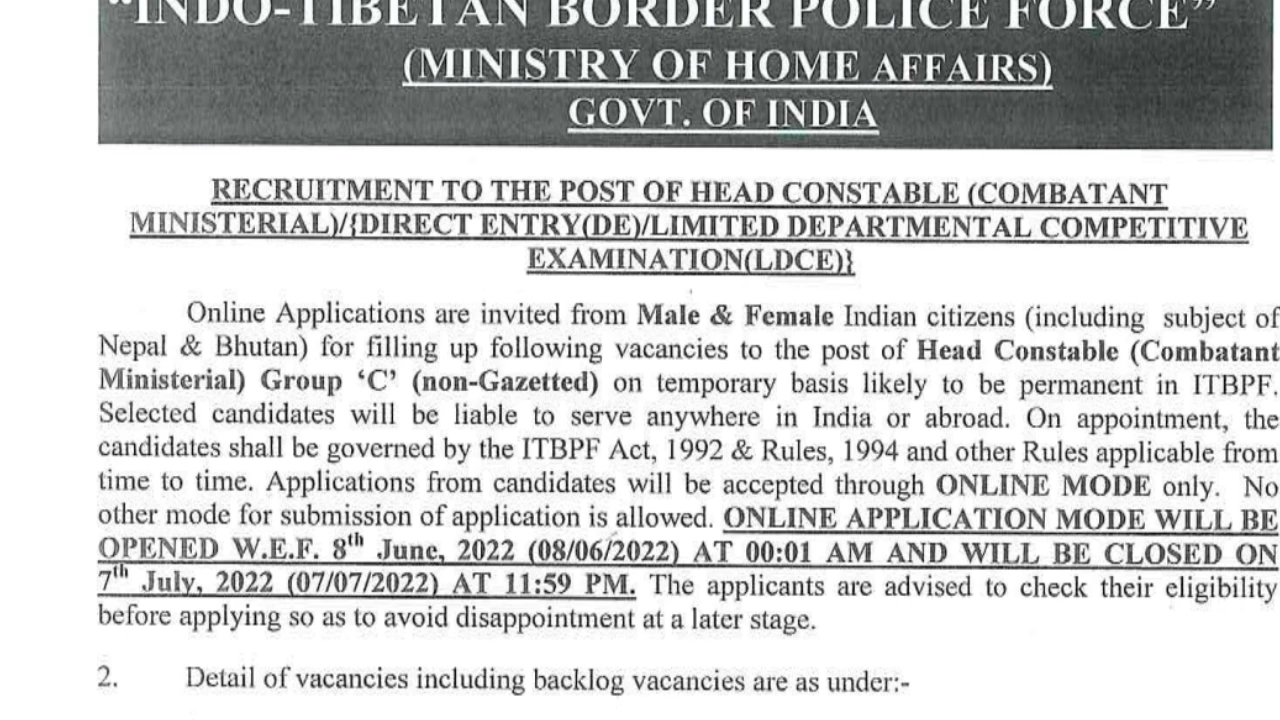 "INDO-TIBETAN BORDER POLICE FORCE"
(MINISTRY OF HOME AFFAIRS)
GOVT. OF INDIA
RECRUITMENT TO THE POST OF HEAD CONSTABLE (COMBATANT
MINISTERIAL)/{DIRECT ENTRY(DE)/LIMITED DEPARTMENTAL COMPETITIVE
EXAMINATION(LDCE)}
Online Applications are invited from Male & Female Indian citizens (including subject of
Nepal & Bhutan) for filling up following vacancies to the post of Head Constable (Combatant
Ministerial) Group 'C' (non-Gazetted) on temporary basis likely to be permanent in ITBPF.
Selected candidates will be liable to serve anywhere in India or abroad. On appointment, the
candidates shall be governed by the ITBPF Act, 1992 & Rules, 1994 and other Rules applicable from
time to time. Applications from candidates will be accepted through ONLINE MODE only. No
other mode for submission of application is allowed. ONLINE APPLICATION MODE WILL BE
OPENED W.E.F. 8th June, 2022 (08/06/2022) AT 00:01 AM AND WILL BE CLOSED ON
7th July, 2022 (07/07/2022) AT 11:59 PM. The applicants are advised to check their eligibility
before applying so as to avoid disappointment at a later stage.
2. Detail of vacancies including backlog vacancies are as under:-